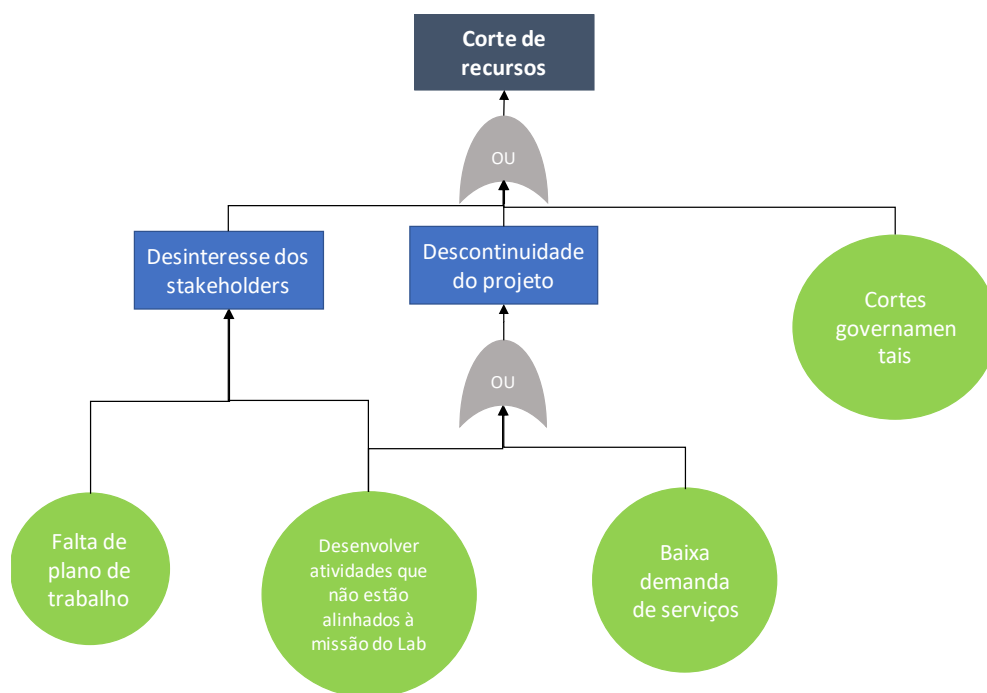 Corte de
recursos
OU
Desinteresse dos
stakeholders
Descontinuidade
do projeto
Cortes
governamen
tais
OU
Falta de
plano de
trabalho
Desenvolver
atividades que
não estão
alinhados à
missão do Lab
Baixa
demanda
de serviços